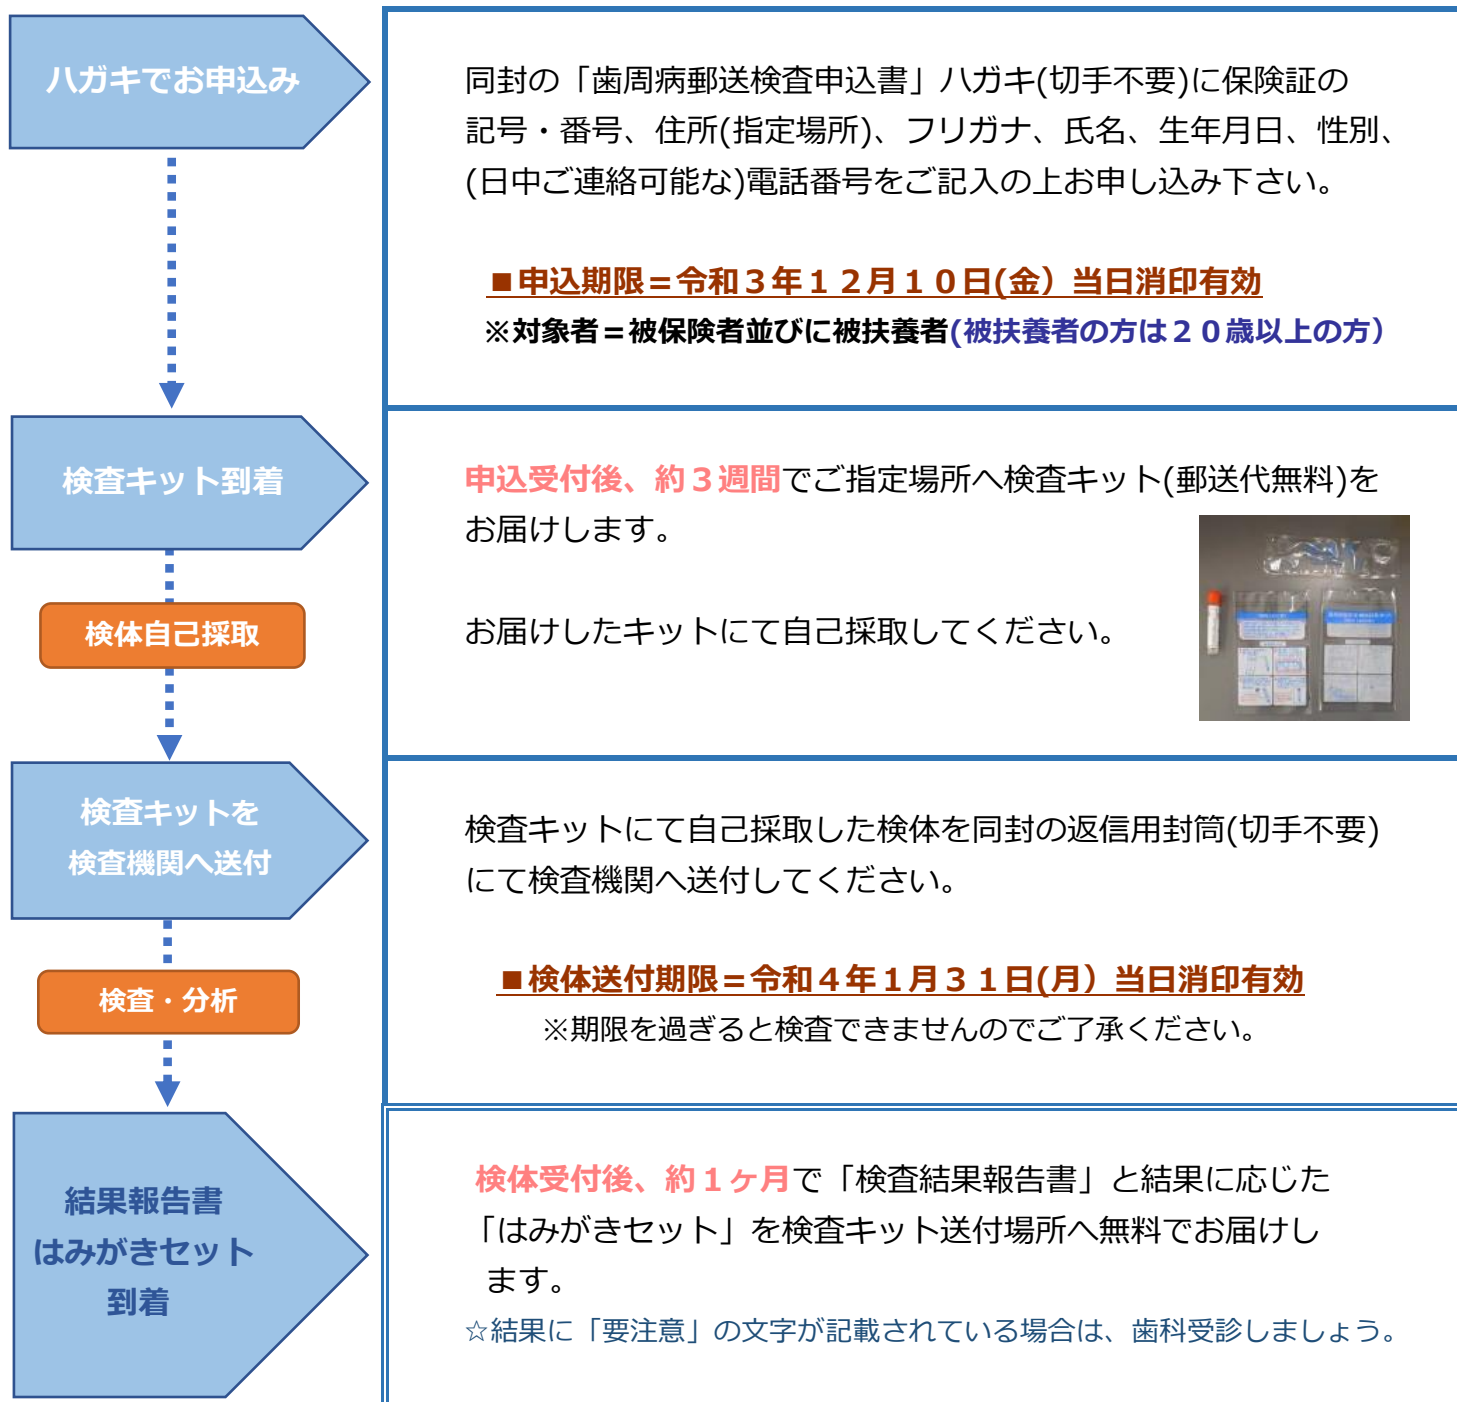 ハガキでお申込み
同封の「歯周病郵送検査申込書」ハガキ(切手不要)に保険証の
記号・番号、住所(指定場所)、フリガナ、氏名、生年月日、性別、
(日中ご連絡可能な)電話番号をご記入の上お申し込み下さい。
■申込期限＝令和３年１２月１０日(金）当日消印有効
※対象者＝被保険者並びに被扶養者(被扶養者の方は２０歳以上の方）
検査キット到着
申込受付後、約３週間でご指定場所へ検査キット(郵送代無料)を
お届けします。
検体自己採取
お届けしたキットにて自己採取してください。
検査キットを
検査機関へ送付
検査キットにて自己採取した検体を同封の返信用封筒(切手不要)
にて検査機関へ送付してください。
■検体送付期限＝令和４年１月３１日(月）当日消印有効
※期限を過ぎると検査できませんのでご了承ください。
検査・分析
結果報告書
はみがきセット
到着
検体受付後、約１ヶ月で「検査結果報告書」と結果に応じた
「はみがきセット」を検査キット送付場所へ無料でお届けし
ます。
☆結果に「要注意」の文字が記載されている場合は、歯科受診しましょう。